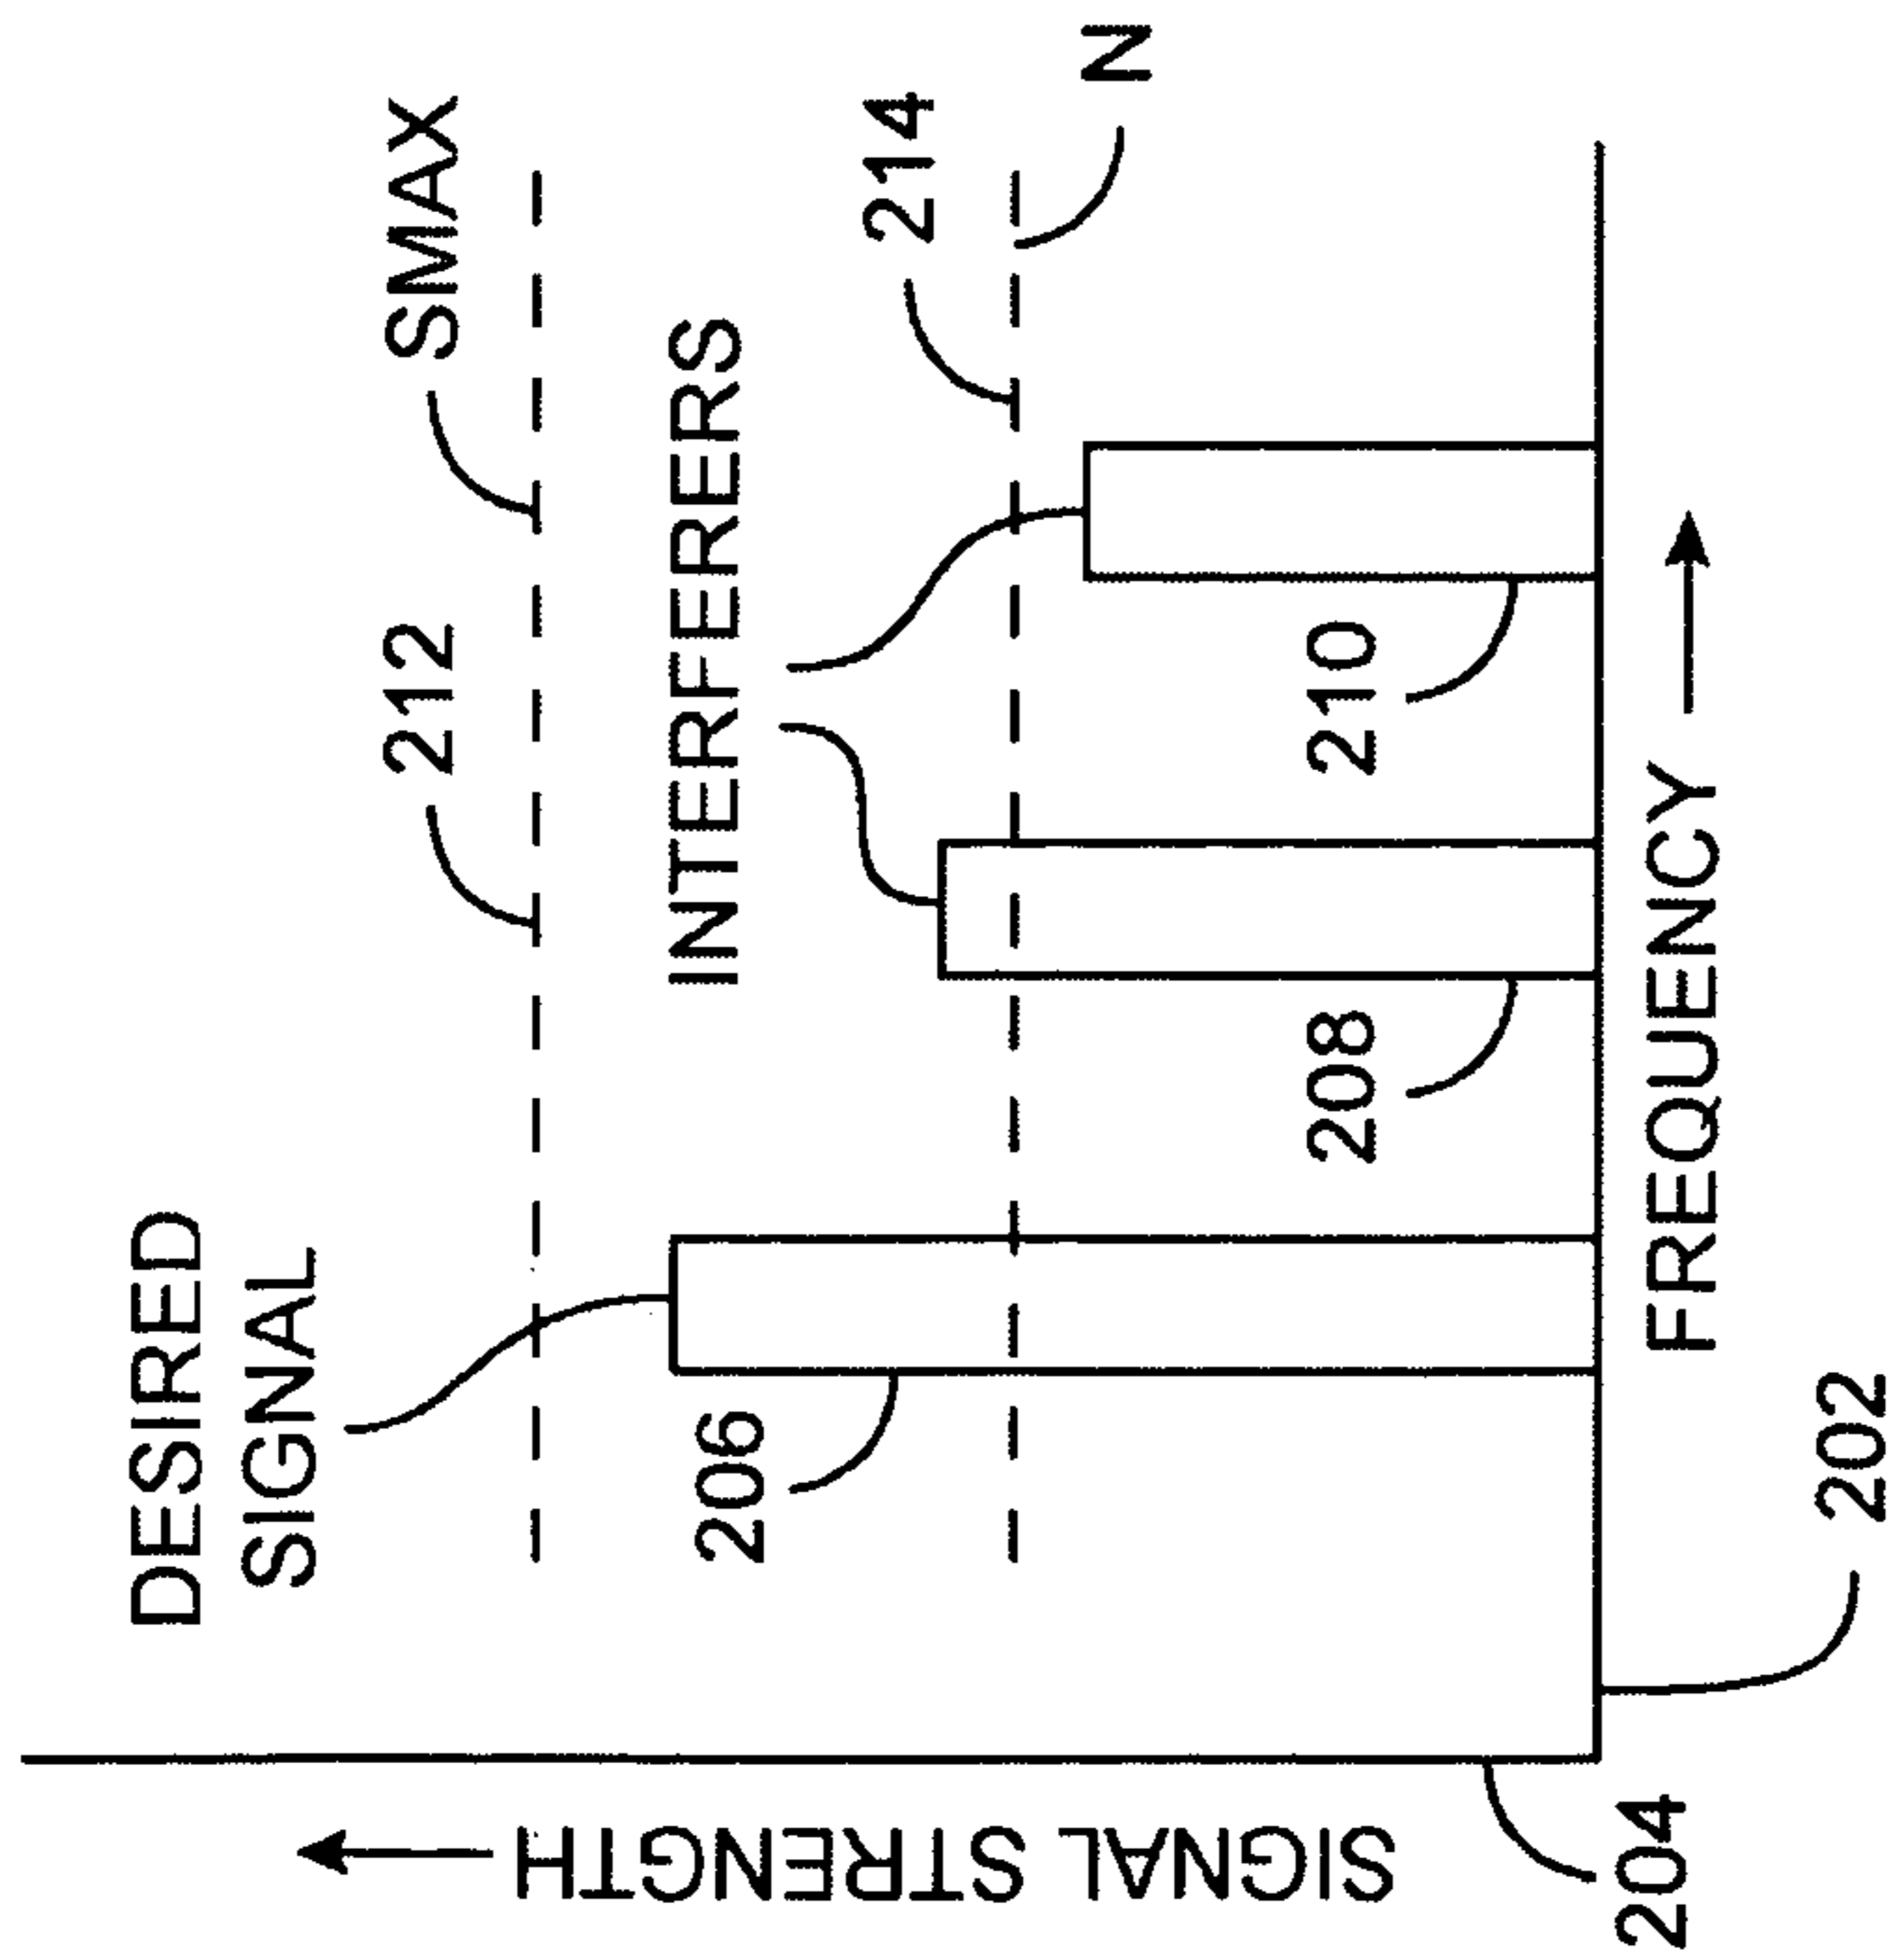 DESIRED
SIGNAL
212
SMAX
206
INTERFERERS
214
N
208
210
SIGNAL STRENGTH
204
202
FREQUENCY